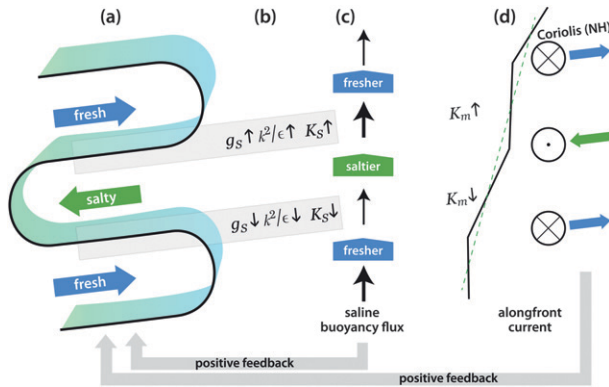 (a)
(b)
(c)
(d)
Coriolis (NH)
fresh
fresher
g_S↑ k²/ϵ↑ K_S↑
K_m↑
salty
saltier
g_S↓ k²/ϵ↓ K_S↓
K_m↓
fresh
fresher
saline
buoyancy flux
alongfront
current
positive feedback
positive feedback